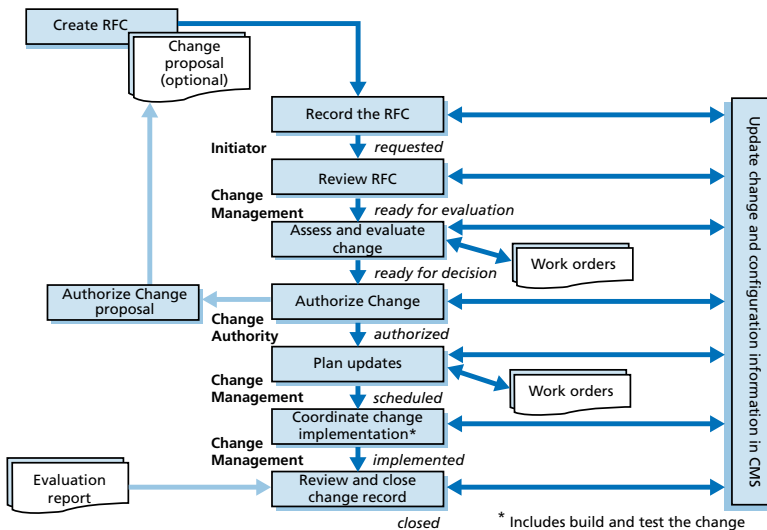 Create RFC
Change
proposal
(optional)
Record the RFC
Initiator
requested
Review RFC
Change
Management
ready for evaluation
Assess and evaluate
change
Work orders
ready for decision
Authorize Change
proposal
Authorize Change
Change
Authority
authorized
Plan updates
Change
Management
scheduled
Work orders
Coordinate change
implementation*
Change
Management
implemented
Evaluation
report
Review and close
change record
closed
* Includes build and test the change
Update change and configuration information in CMS